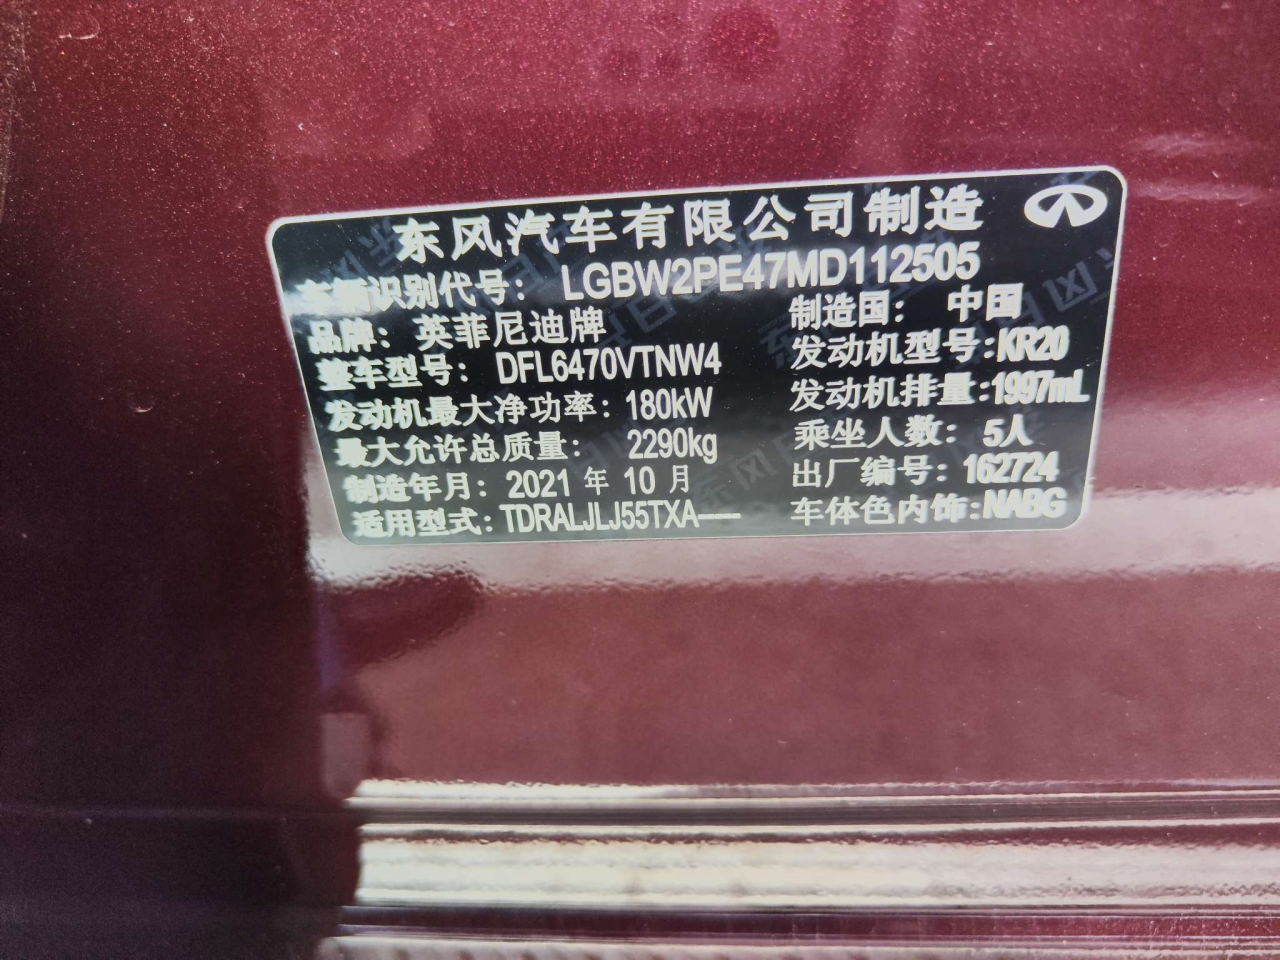 东风汽车有限公司制造
车辆识别代号: LGBW2PE47MD112505
品牌: 英菲尼迪牌 制造国: 中国
整车型号: DFL6470VTNW4 发动机型号:KR20
发动机最大净功率: 180kW 发动机排量:1997mL
最大允许总质量: 2290kg 乘坐人数: 5人
制造年月: 2021 年 10 月 出厂编号: 162724
适用型式: TDRALJLJ55TXA---- 车体色内饰:NABG